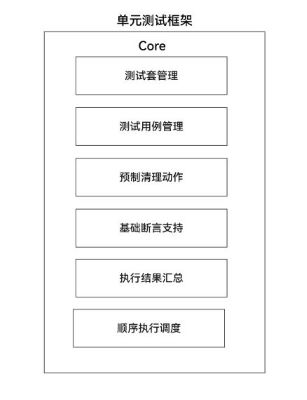 单元测试框架
Core
测试套管理
测试用例管理
预制清理动作
基础断言支持
执行结果汇总
顺序执行调度